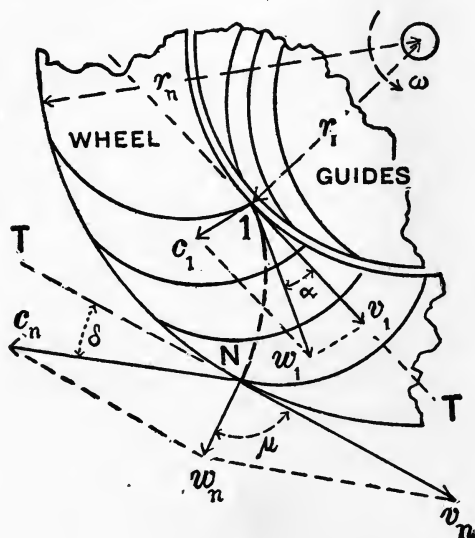 r_n
ω
r_1
WHEEL
GUIDES
1
c_1
T
α
v_1
c_n
δ
N
w_1
T
μ
w_n
v_n